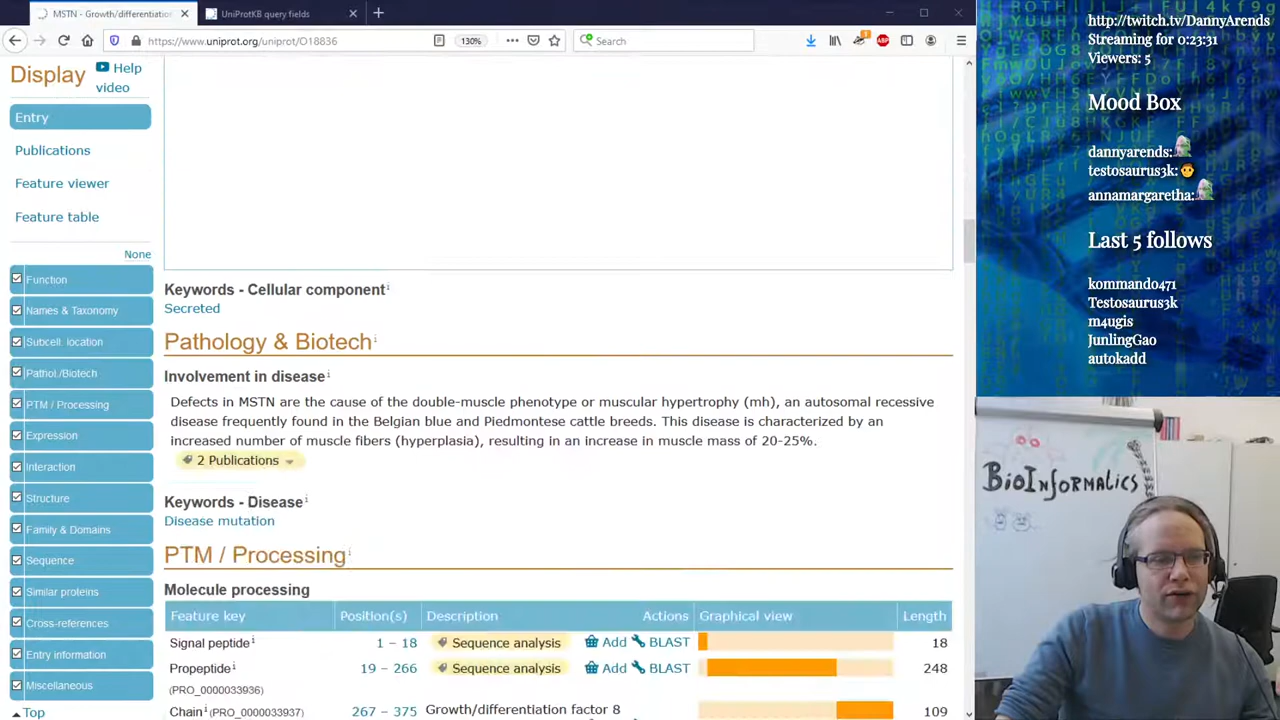 MSTN - Growth/differentiation
UniProtKB query fields
https://www.uniprot.org/uniprot/O18836
130%
Search
Display
Help video
Entry
Publications
Feature viewer
Feature table
None
Function
Names & Taxonomy
Subcell. location
Pathol./Biotech
PTM / Processing
Expression
Interaction
Structure
Family & Domains
Sequence
Similar proteins
Cross-references
Entry information
Miscellaneous
Top
Keywords - Cellular component
Secreted
Pathology & Biotech
Involvement in disease
Defects in MSTN are the cause of the double-muscle phenotype or muscular hypertrophy (mh), an autosomal recessive
disease frequently found in the Belgian blue and Piedmontese cattle breeds. This disease is characterized by an
increased number of muscle fibers (hyperplasia), resulting in an increase in muscle mass of 20-25%.
2 Publications
Keywords - Disease
Disease mutation
PTM / Processing
Molecule processing
Feature key Position(s) Description Actions Graphical view Length
Signal peptide 1 – 18 Sequence analysis Add BLAST 18
Propeptide 19 – 266 Sequence analysis Add BLAST 248
(PRO_0000033936)
Chain (PRO_0000033937) 267 – 375 Growth/differentiation factor 8 109
http://twitch.tv/DannyArends
Streaming for 0:23:31
Viewers: 5
Mood Box
dannyarends:
testosaurus3k:
annamargaretha:
Last 5 follows
kommando471
Testosaurus3k
m4ugis
JunlingGao
autokadd
BioInformatics